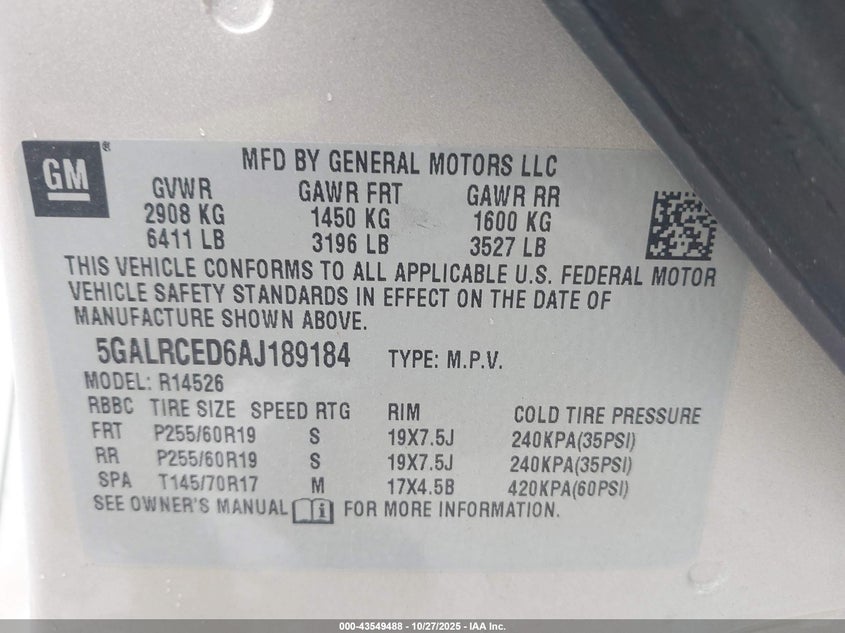 GM ®
MFD BY GENERAL MOTORS LLC
GVWR GAWR FRT GAWR RR
2908 KG 1450 KG 1600 KG
6411 LB 3196 LB 3527 LB
THIS VEHICLE CONFORMS TO ALL APPLICABLE U.S. FEDERAL MOTOR
VEHICLE SAFETY STANDARDS IN EFFECT ON THE DATE OF
MANUFACTURE SHOWN ABOVE.
5GALRCED6AJ189184 TYPE: M.P.V.
MODEL: R14526
RBBC TIRE SIZE SPEED RTG RIM COLD TIRE PRESSURE
FRT P255/60R19 S 19X7.5J 240KPA(35PSI)
RR P255/60R19 S 19X7.5J 240KPA(35PSI)
SPA T145/70R17 M 17X4.5B 420KPA(60PSI)
SEE OWNER'S MANUAL FOR MORE INFORMATION.
000-43549488 - 10/27/2025 - IAA Inc.